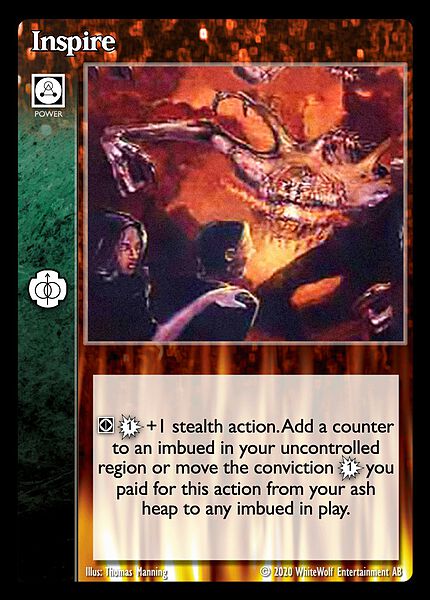 Inspire
POWER
1 +1 stealth action. Add a counter
to an imbued in your uncontrolled
region or move the conviction 1 you
paid for this action from your ash
heap to any imbued in play.
Illus: Thomas Manning
© 2020 WhiteWolf Entertainment AB